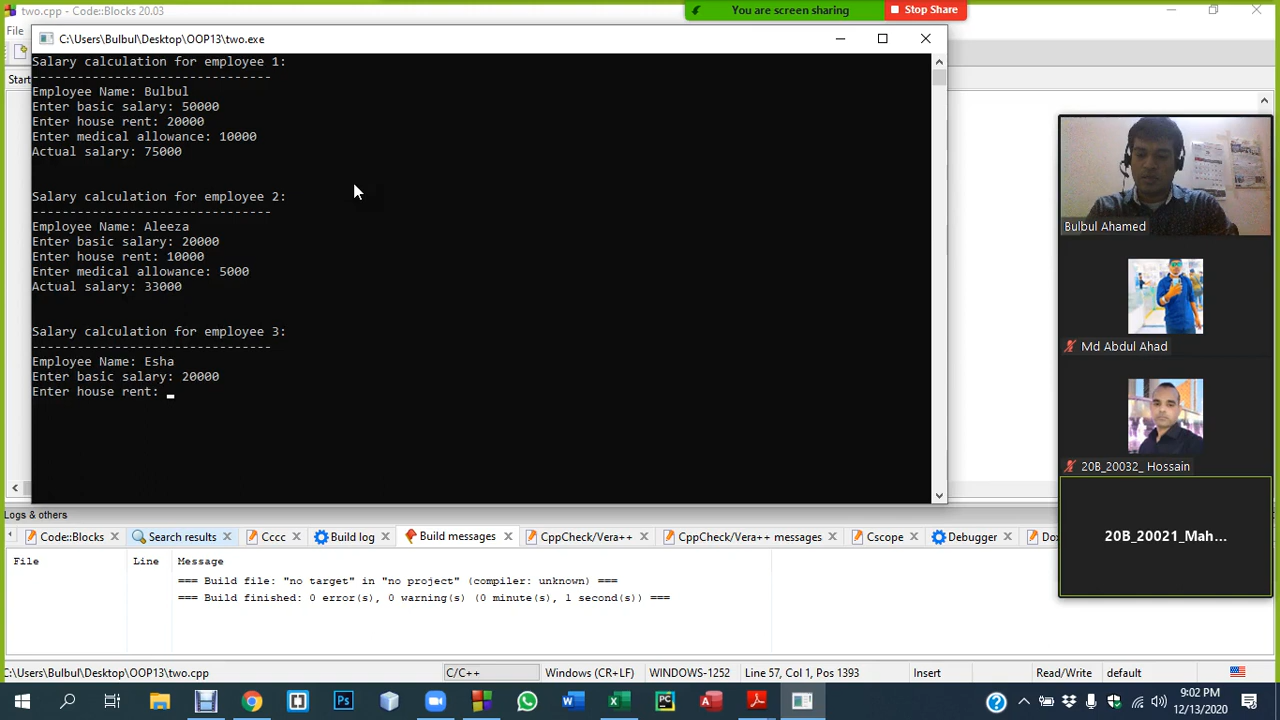 two.cpp - Code::Blocks 20.03
You are screen sharing
Stop Share
File
C:\Users\Bulbul\Desktop\OOP13\two.exe
Start
Salary calculation for employee 1:
--------------------------------
Employee Name: Bulbul
Enter basic salary: 50000
Enter house rent: 20000
Enter medical allowance: 10000
Actual salary: 75000
Salary calculation for employee 2:
--------------------------------
Employee Name: Aleeza
Enter basic salary: 20000
Enter house rent: 10000
Enter medical allowance: 5000
Actual salary: 33000
Salary calculation for employee 3:
--------------------------------
Employee Name: Esha
Enter basic salary: 20000
Enter house rent: _
Bulbul Ahamed
Md Abdul Ahad
20B_20032_ Hossain
20B_20021_Mah...
Logs & others
Code::Blocks
Search results
Cccc
Build log
Build messages
CppCheck/Vera++
CppCheck/Vera++ messages
Cscope
Debugger
Dox
File Line Message
=== Build file: "no target" in "no project" (compiler: unknown) ===
=== Build finished: 0 error(s), 0 warning(s) (0 minute(s), 1 second(s)) ===
C:\Users\Bulbul\Desktop\OOP13\two.cpp C/C++ Windows (CR+LF) WINDOWS-1252 Line 57, Col 1, Pos 1393 Insert Read/Write default
Ps
PC
9:02 PM
12/13/2020